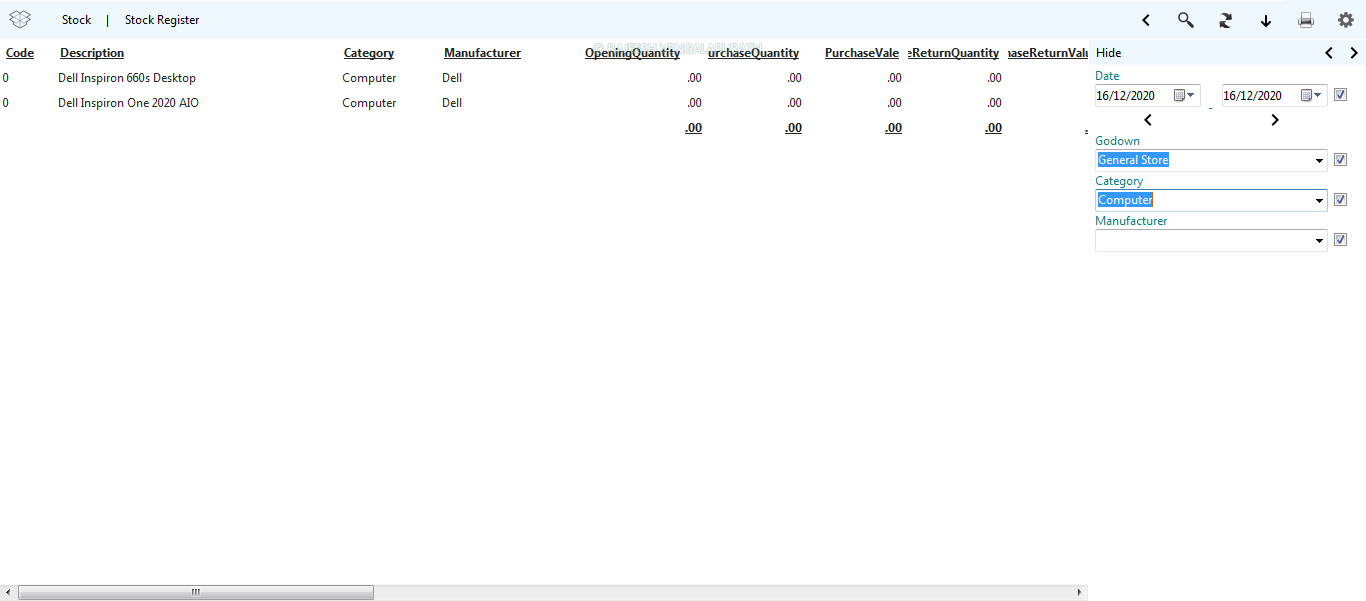 Stock | Stock Register
Code Description Category Manufacturer OpeningQuantity urchaseQuantity PurchaseVale eReturnQuantity haseReturnValu
0 Dell Inspiron 660s Desktop Computer Dell .00 .00 .00 .00
0 Dell Inspiron One 2020 AIO Computer Dell .00 .00 .00 .00
.00 .00 .00 .00 .
Hide
Date
16/12/2020 - 16/12/2020
Godown
General Store
Category
Computer
Manufacturer